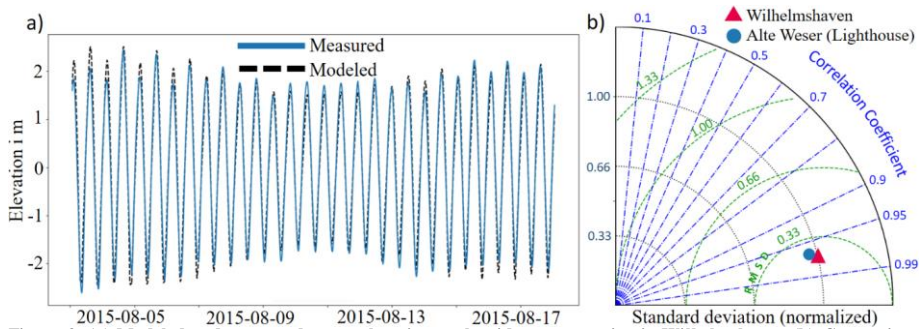 a)
Measured
Modeled
Elevation i m
2
1
0
-1
-2
2015-08-05
2015-08-09
2015-08-13
2015-08-17
b)
Wilhelmshaven
Alte Weser (Lighthouse)
Correlation Coefficient
0.1
0.3
0.5
0.7
0.9
0.95
0.99
1.33
1.00
0.66
0.33
RMSD
1.00
0.66
0.33
Standard deviation (normalized)